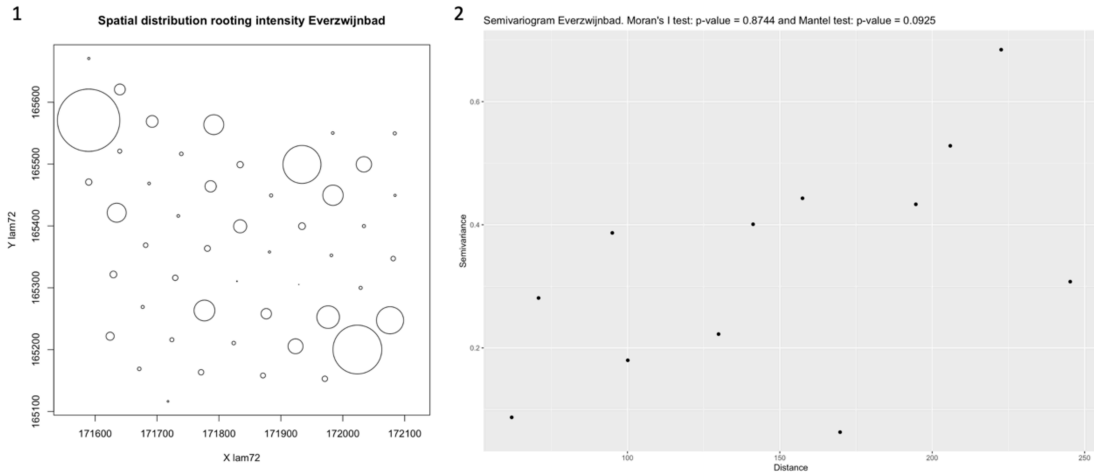 1
Spatial distribution rooting intensity Everzwijnbad
165600
165500
165400
165300
165200
165100
Y lam72
171600 171700 171800 171900 172000 172100
X lam72
2
Semivariogram Everzwijnbad. Moran's I test: p-value = 0.8744 and Mantel test: p-value = 0.0925
0.6
0.4
0.2
Semivariance
100 150 200 250
Distance